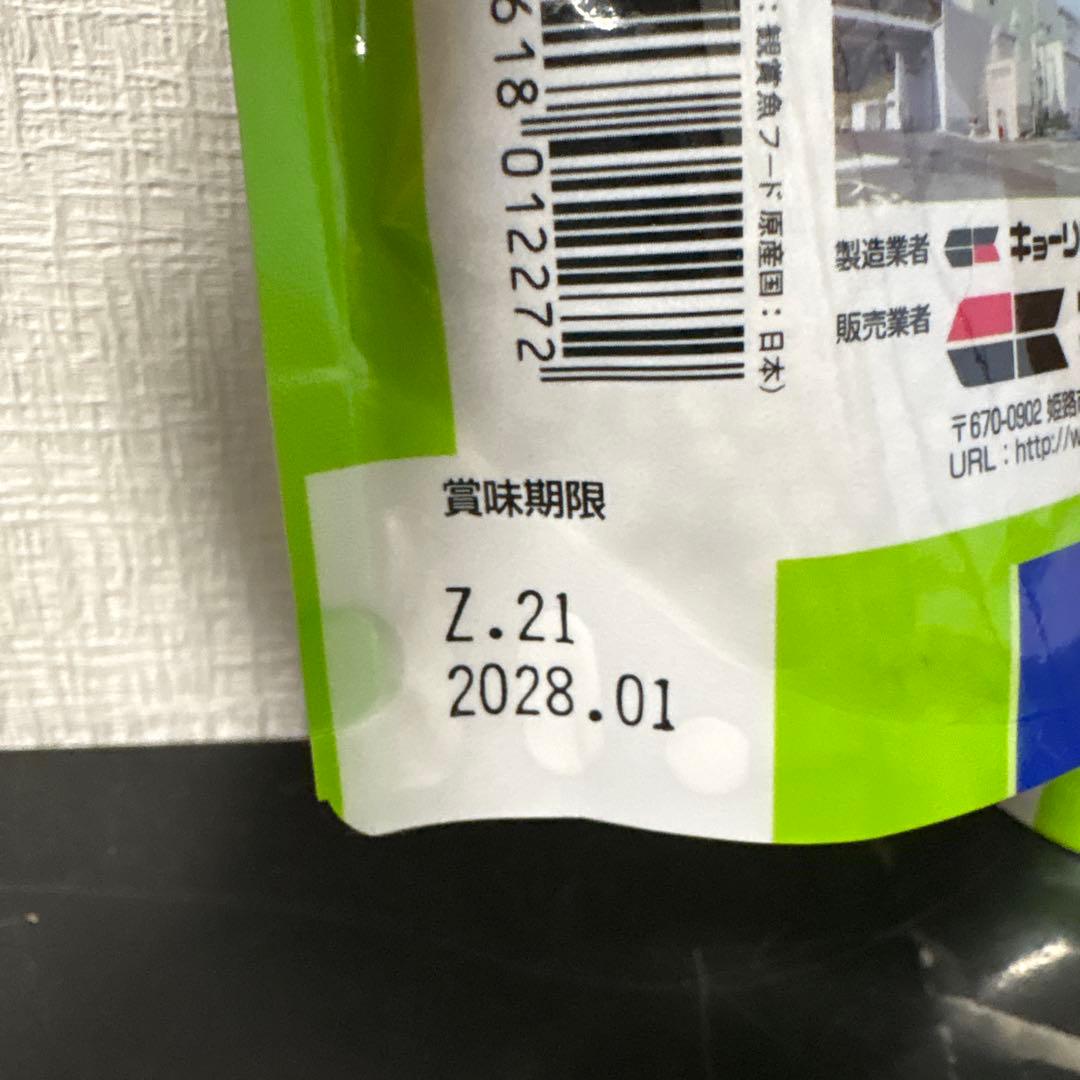 618012272
：観賞魚フード 原産国：日本）
製造業者 キョーリ
販売業者
〒670-0902 姫路
URL：http://w
賞味期限
Z.21
2028.01